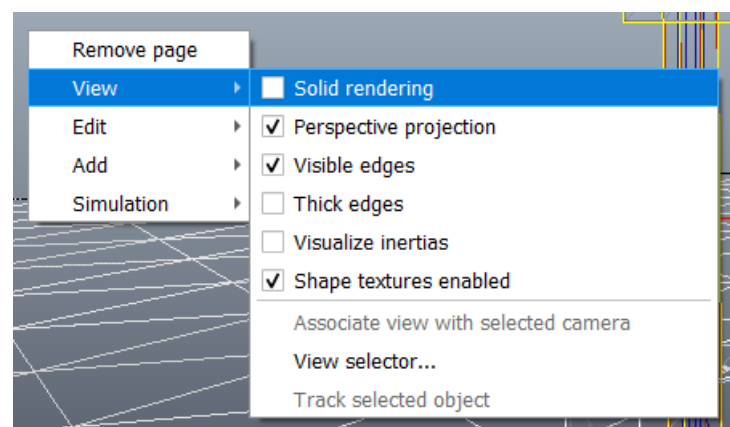 Remove page
View
Edit
Add
Simulation
Solid rendering
Perspective projection
Visible edges
Thick edges
Visualize inertias
Shape textures enabled
Associate view with selected camera
View selector...
Track selected object